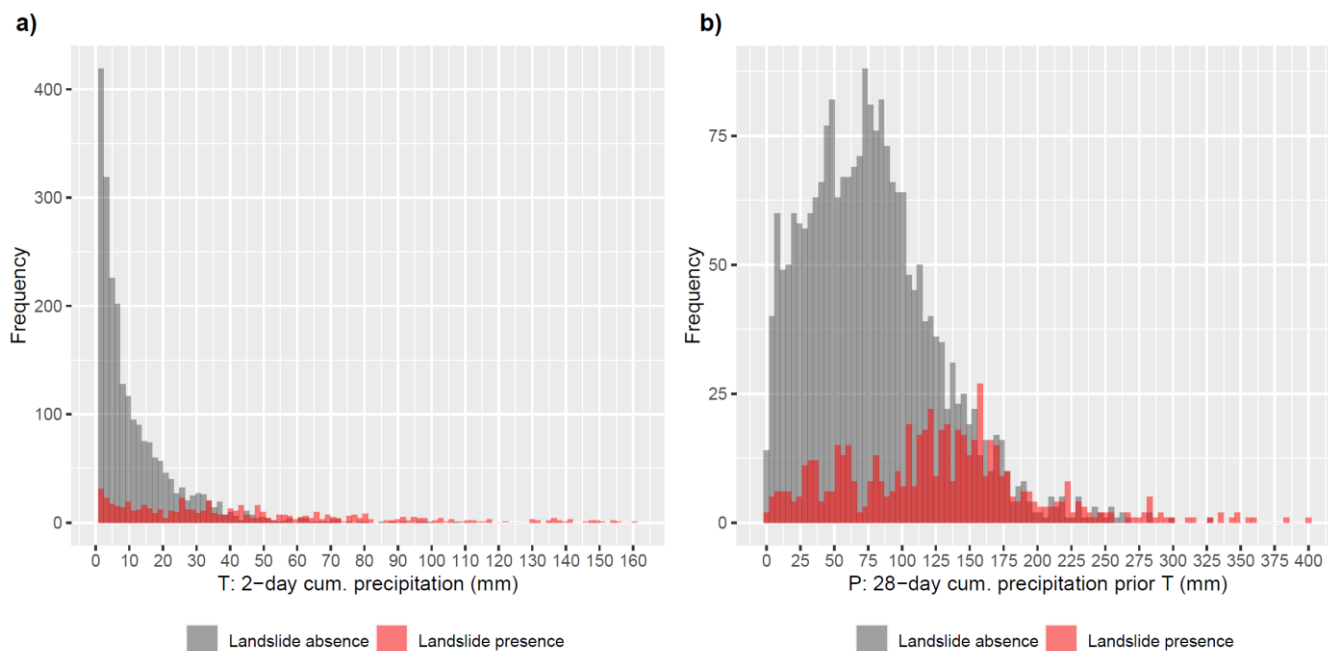 a)
400
300
200
100
0
Frequency
0 10 20 30 40 50 60 70 80 90 100 110 120 130 140 150 160
T: 2−day cum. precipitation (mm)
Landslide absence Landslide presence
b)
75
50
25
0
Frequency
0 25 50 75 100 125 150 175 200 225 250 275 300 325 350 375 400
P: 28−day cum. precipitation prior T (mm)
Landslide absence Landslide presence